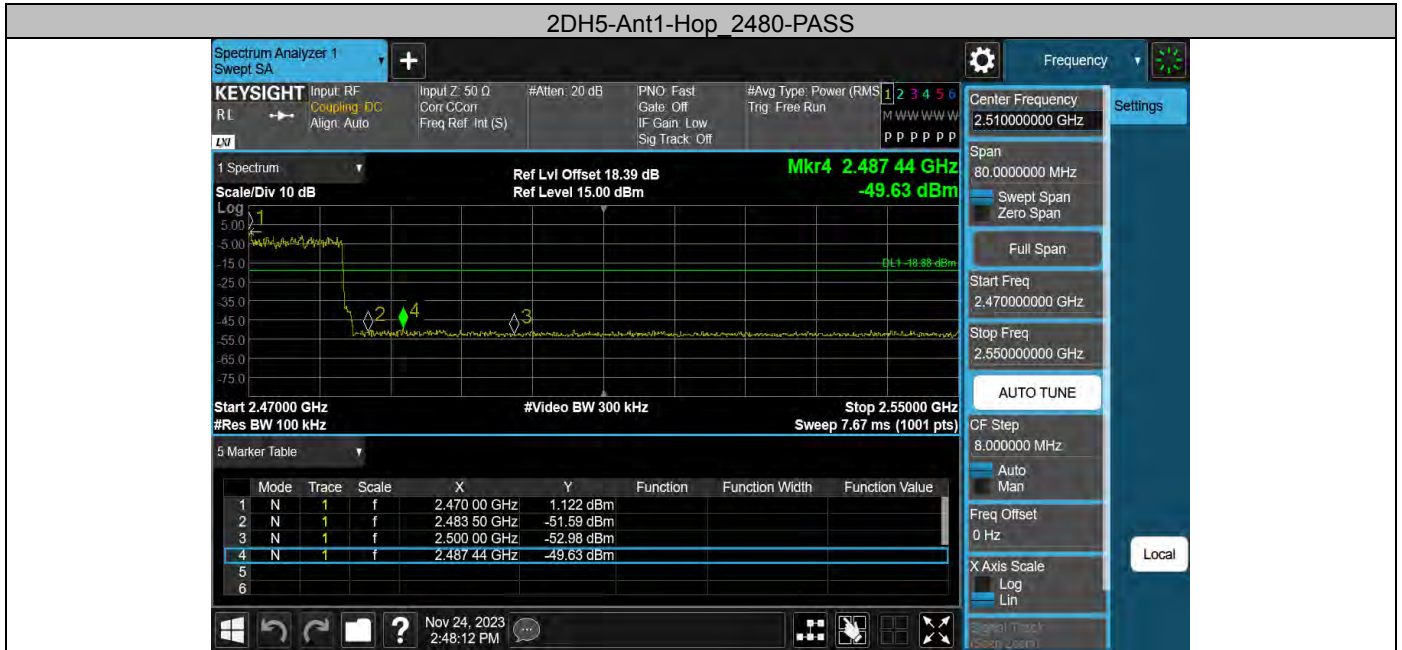 2DH5-Ant1-Hop_2480-PASS
Spectrum Analyzer 1
Swept SA
+
Frequency
KEYSIGHT
RL
LXI
Input: RF
Coupling: DC
Align: Auto
Input Z: 50 Ω
Corr CCorr
Freq Ref: Int (S)
#Atten: 20 dB
PNO: Fast
Gate: Off
IF Gain: Low
Sig Track: Off
#Avg Type: Power (RMS
Trig: Free Run
1 2 3 4 5 6
M W W W W W
P P P P P P
Center Frequency
2.510000000 GHz
Settings
1 Spectrum
Scale/Div 10 dB
Ref Lvl Offset 18.39 dB
Ref Level 15.00 dBm
Mkr4 2.487 44 GHz
-49.63 dBm
Span
80.0000000 MHz
Swept Span
Zero Span
Full Span
Start Freq
2.470000000 GHz
Stop Freq
2.550000000 GHz
AUTO TUNE
CF Step
8.000000 MHz
Auto
Man
Freq Offset
0 Hz
X Axis Scale
Log
Lin
Signal Track
(Span Zoom)
Local
Log
5.00
-5.00
-15.0
-25.0
-35.0
-45.0
-55.0
-65.0
-75.0
1
2
4
3
DL1 -18.88 dBm
Start 2.47000 GHz
#Res BW 100 kHz
#Video BW 300 kHz
Stop 2.55000 GHz
Sweep 7.67 ms (1001 pts)
5 Marker Table
Mode Trace Scale X Y Function Function Width Function Value
1 N 1 f 2.470 00 GHz 1.122 dBm
2 N 1 f 2.483 50 GHz -51.59 dBm
3 N 1 f 2.500 00 GHz -52.98 dBm
4 N 1 f 2.487 44 GHz -49.63 dBm
5
6
?
Nov 24, 2023
2:48:12 PM